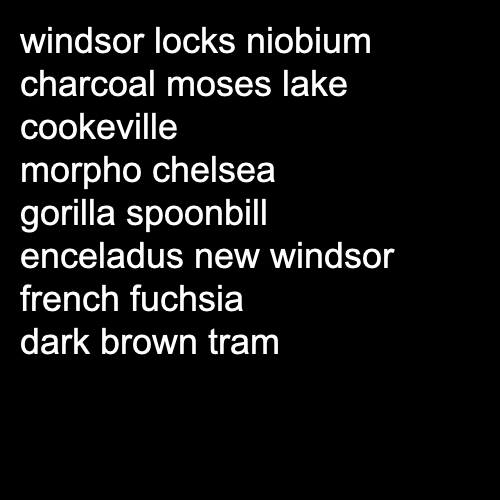 windsor locks niobium
charcoal moses lake
cookeville
morpho chelsea
gorilla spoonbill
enceladus new windsor
french fuchsia
dark brown tram